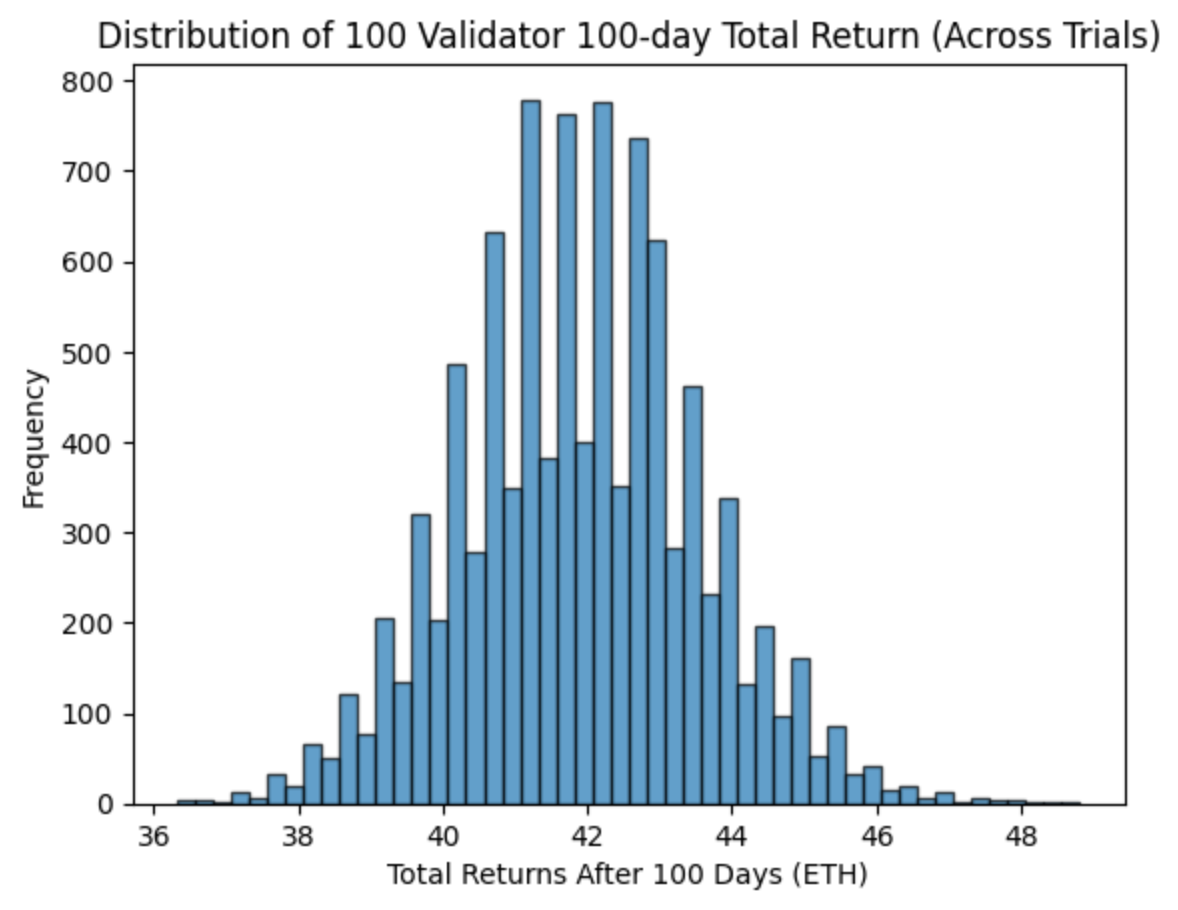 Distribution of 100 Validator 100-day Total Return (Across Trials)
800
700
600
500
400
300
200
100
0
Frequency
36 38 40 42 44 46 48
Total Returns After 100 Days (ETH)